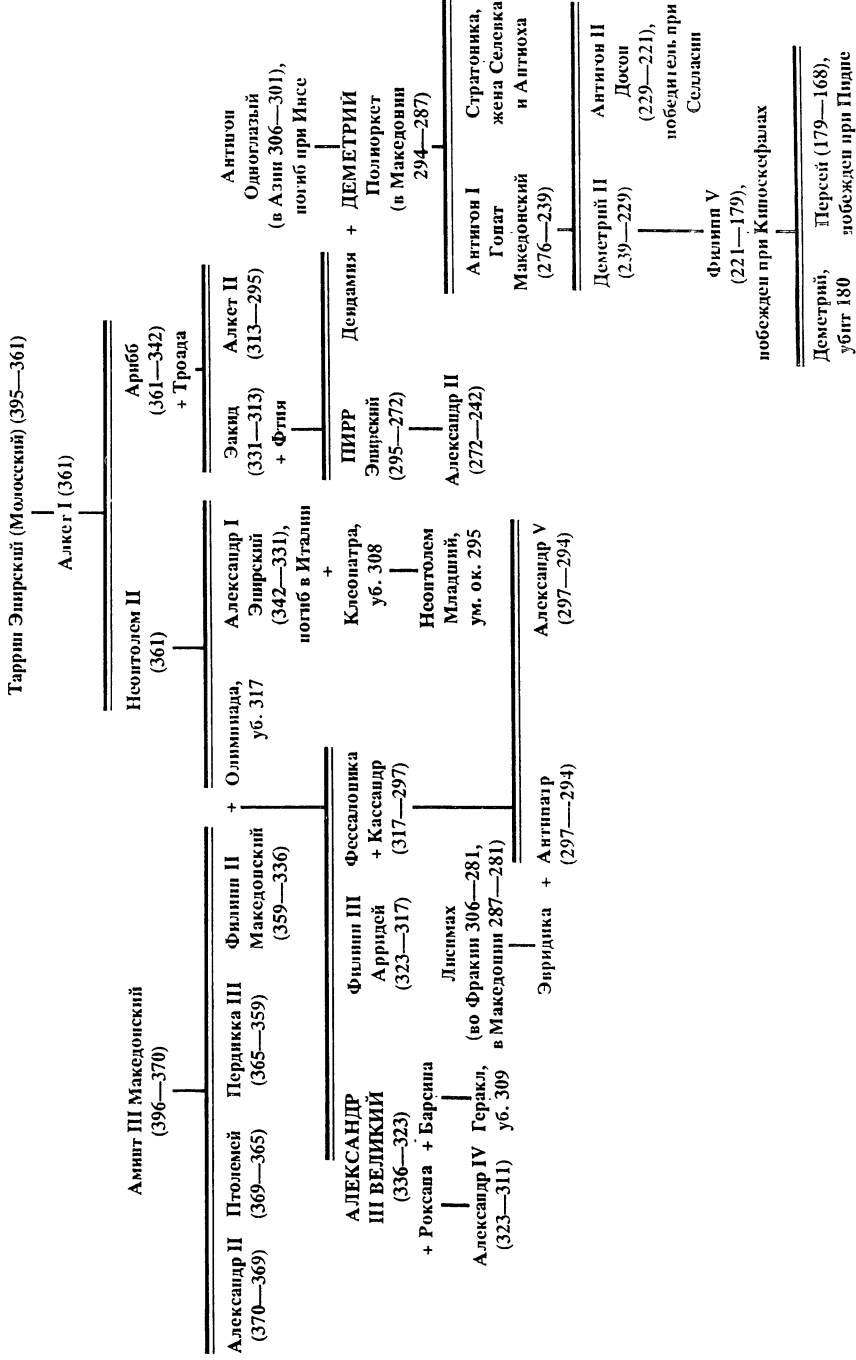 Аминт III Македонский
(396—370)
Александр II
(370—369)
Птолемей
(369—365)
Пердикка III
(365—359)
Филипп II
Македонский
(359—336)
+
Таррип Эпирский (Молосский) (395—361)
Алкет I (361)
Неоптолем II
(361)
Арибб
(361—342)
+ Троада
Олимпиада,
уб. 317
Александр I
Эпирский
(342—331),
погиб в Италии
+
Клеопатра,
уб. 308
Неоптолем
Младший,
ум. ок. 295
Эакид
(331—313)
+ Фтия
Алкет II
(313—295)
АЛЕКСАНДР
III ВЕЛИКИЙ
(336—323)
+ Роксана + Барсина
Александр IV
(323—311)
Геракл,
уб. 309
Филипп III
Арридей
(323—317)
Фессалоника
+ Кассандр
(317—297)
Лисимах
(во Фракии 306—281,
в Македонии 287—281)
Эвридика + Антипатр
(297—294)
Александр V
(297—294)
ПИРР
Эпирский
(295—272)
Александр II
(272—242)
Деидамия
+
Антигон
Одноглазый
(в Азии 306—301),
погиб при Ипсе
ДЕМЕТРИЙ
Полиоркет
(в Македонии
294—287)
Антигон I
Гонат
Македонский
(276—239)
Стратоника,
жена Селевка
и Антиоха
Деметрий II
(239—229)
Антигон II
Досон
(229—221),
победитель при
Селласии
Филипп V
(221—179),
побежден при Киноскефалах
Деметрий,
убит 180
Персей (179—168),
побежден при Пидне